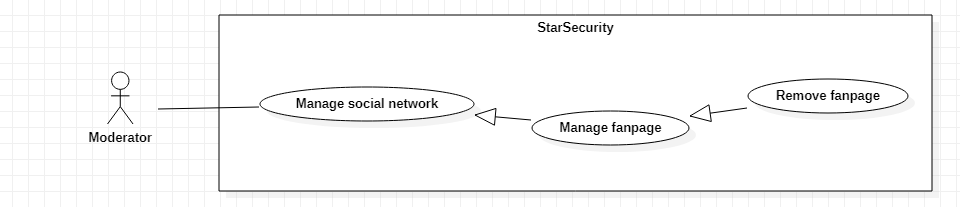 StarSecurity
Moderator
Manage social network
Manage fanpage
Remove fanpage